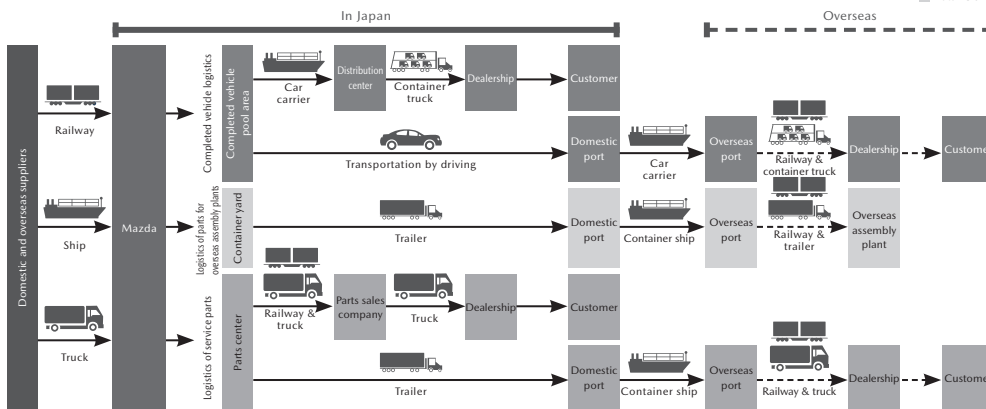 In Japan
Overseas
Domestic and overseas suppliers
Railway
Ship
Truck
Mazda
Completed vehicle logistics
Completed vehicle
pool area
Car
carrier
Distribution
center
Container
truck
Dealership
Customer
Transportation by driving
Domestic
port
Car
carrier
Overseas
port
Railway &
container truck
Dealership
Custome
Logistics of parts for
overseas assembly plants
Container yard
Trailer
Domestic
port
Container ship
Overseas
port
Railway &
trailer
Overseas
assembly
plant
Logistics of service parts
Parts center
Railway &
truck
Parts sales
company
Truck
Dealership
Customer
Trailer
Domestic
port
Container ship
Overseas
port
Railway & truck
Dealership
Custome